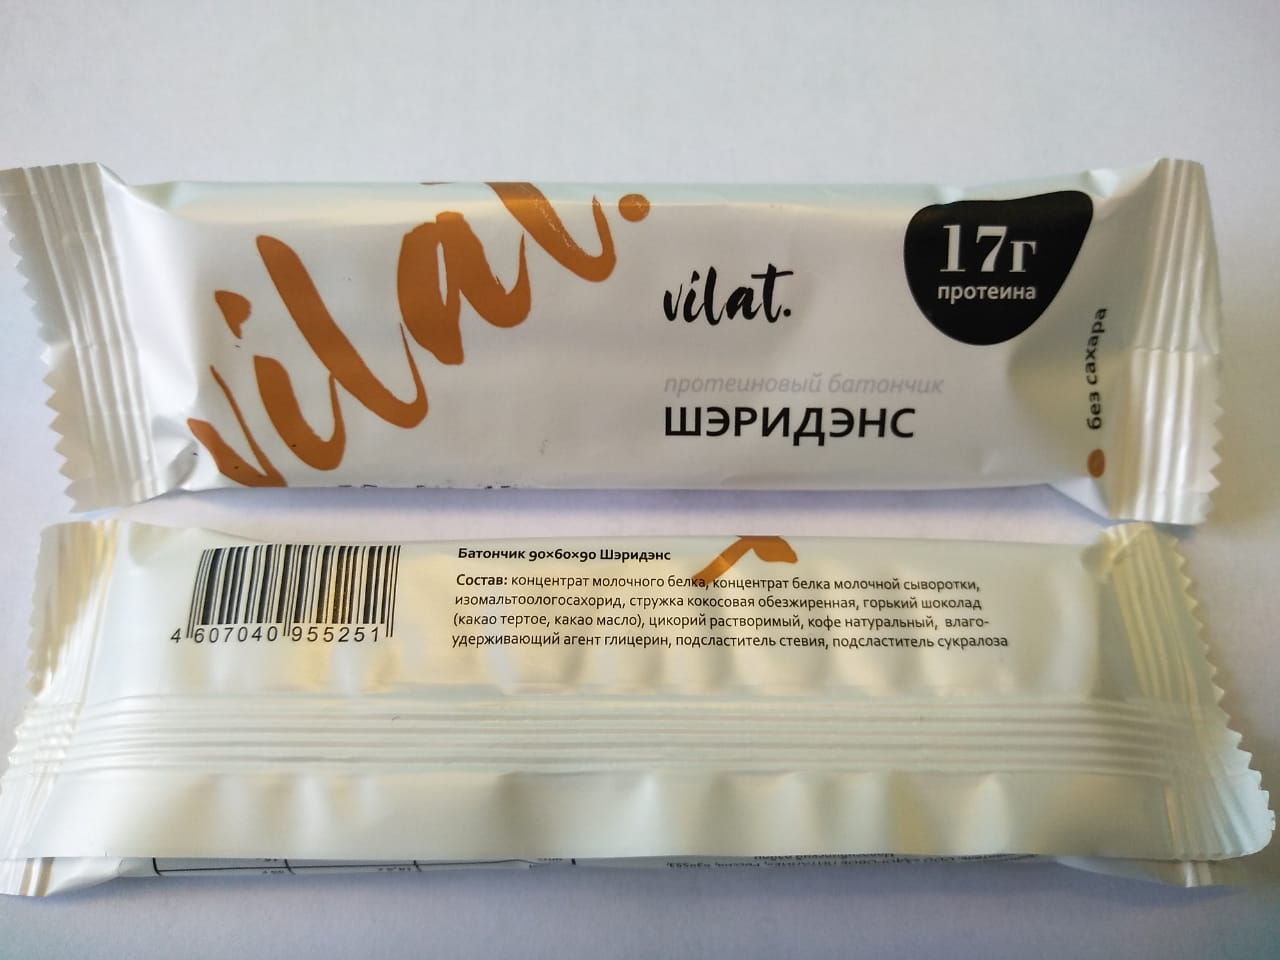 vilat.
17г
протеина
vilat.
без сахара
протеиновый батончик
ШЭРИДЭНС
Батончик 90×60×90 Шэридэнс
Состав: концентрат молочного белка, концентрат белка молочной сыворотки,
изомальтоологосахорид, стружка кокосовая обезжиренная, горький шоколад
(какао тертое, какао масло), цикорий растворимый, кофе натуральный, влаго-
удерживающий агент глицерин, подсластитель стевия, подсластитель сукралоза
4 607040 955251